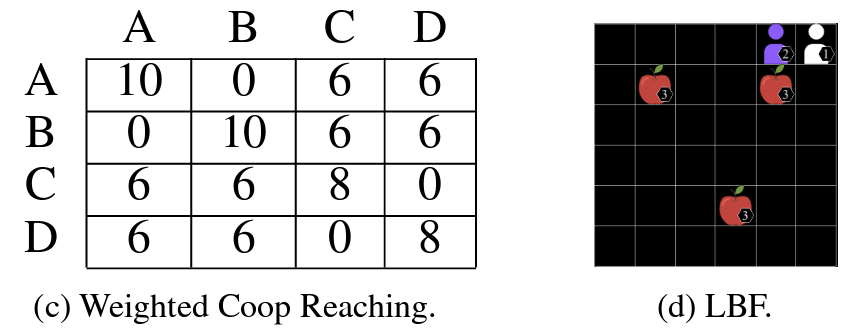 A B C D
A 10 0 6 6
B 0 10 6 6
C 6 6 8 0
D 6 6 0 8
(c) Weighted Coop Reaching.
2 1
3 3
3
(d) LBF.